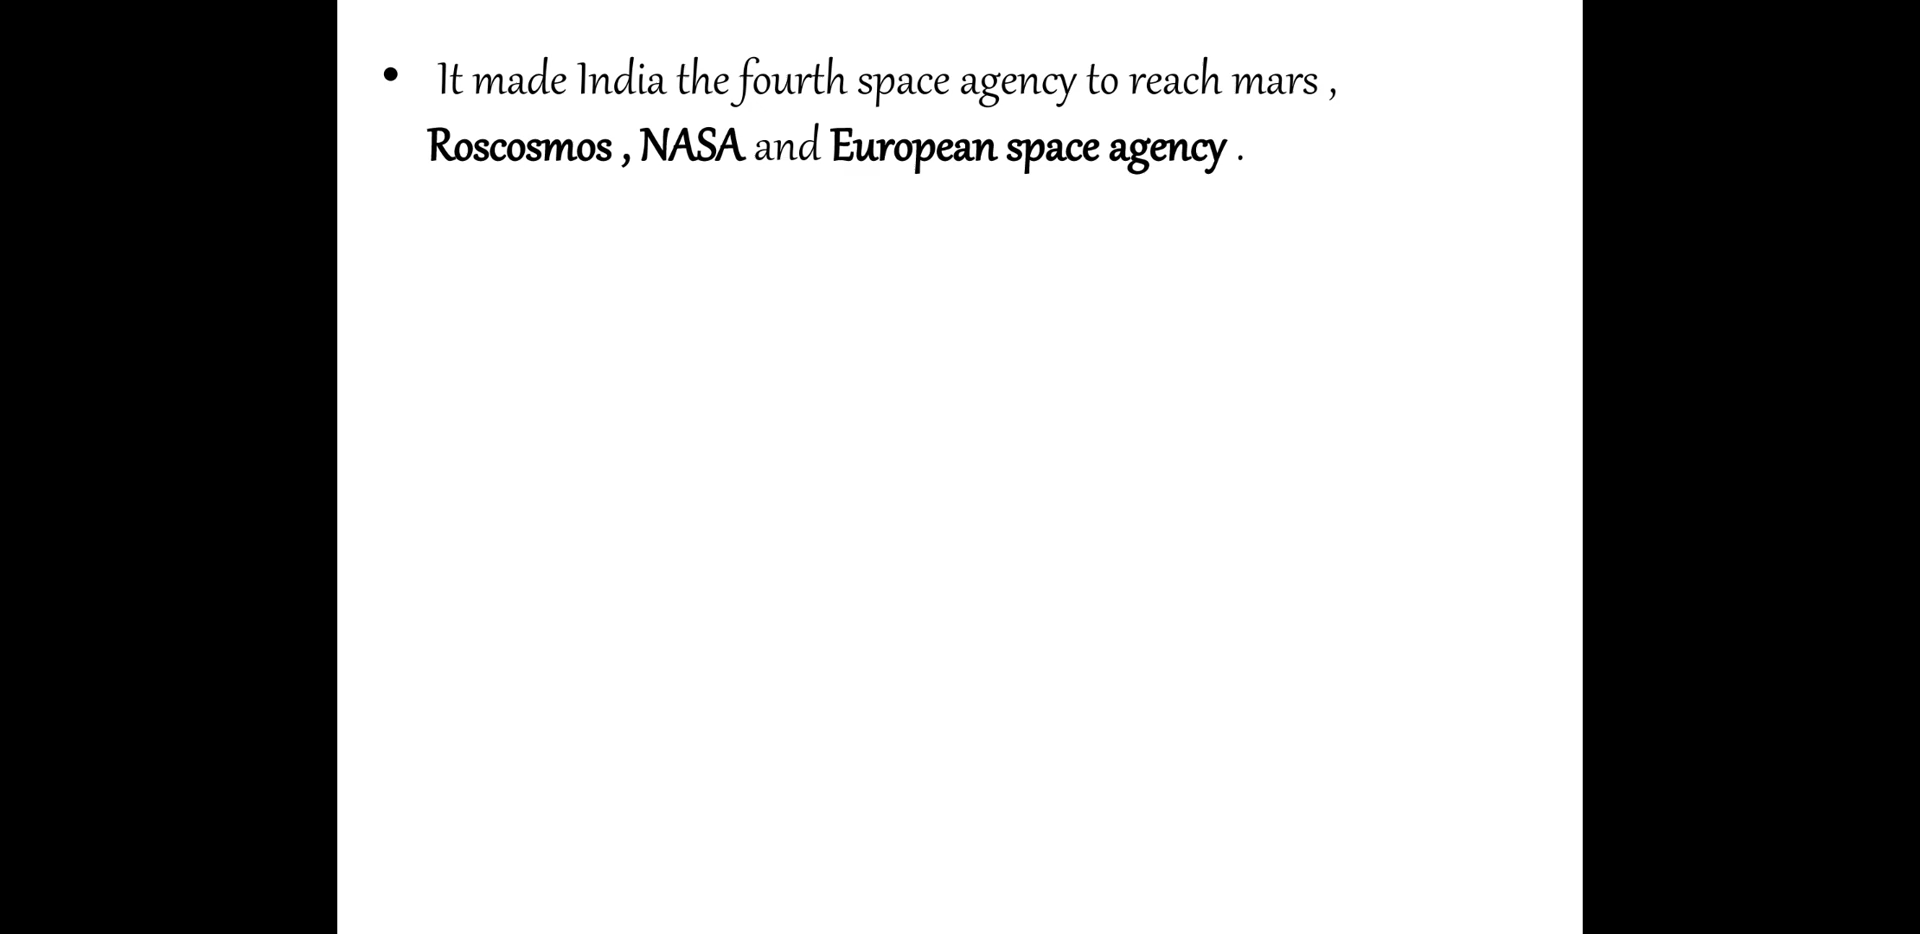 • It made India the fourth space agency to reach mars ,
Roscosmos , NASA and European space agency .